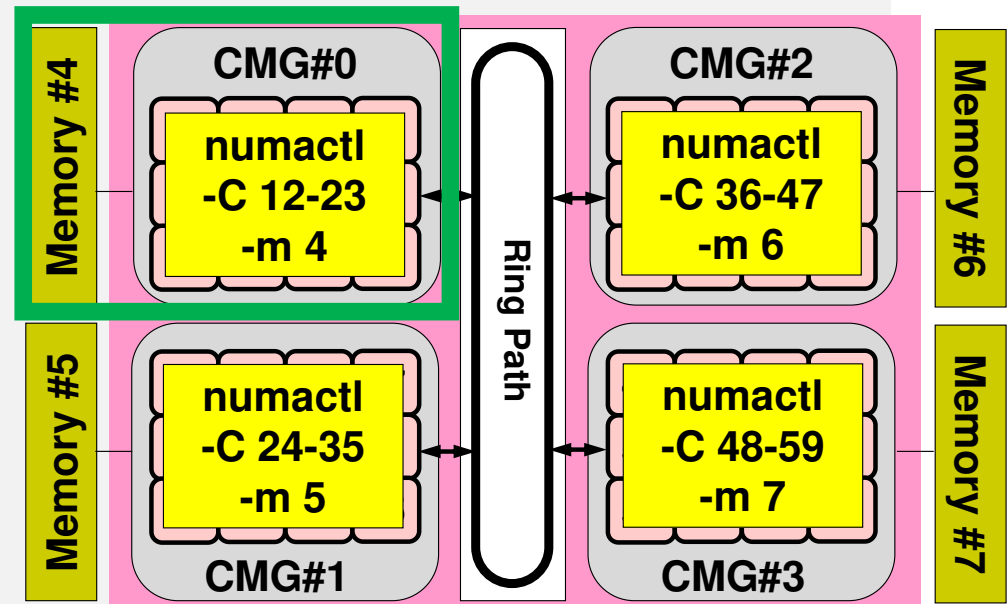 Memory #4
CMG#0
numactl
-C 12-23
-m 4
CMG#2
numactl
-C 36-47
-m 6
Memory #6
Ring Path
Memory #5
numactl
-C 24-35
-m 5
CMG#1
numactl
-C 48-59
-m 7
CMG#3
Memory #7